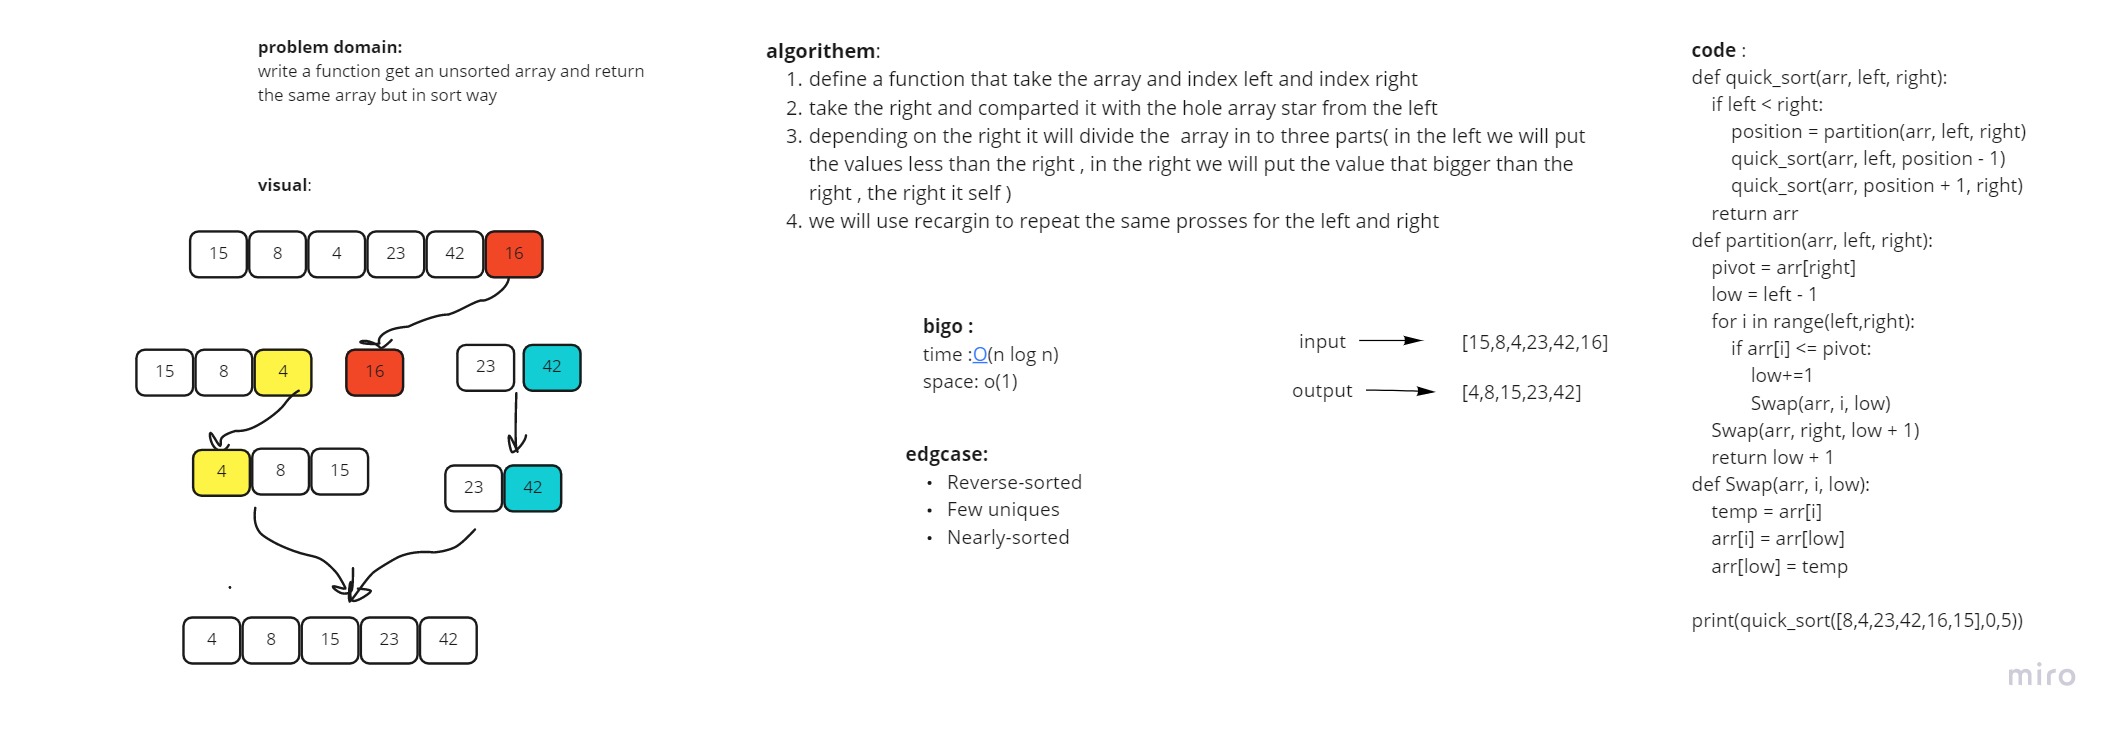 problem domain:
write a function get an unsorted array and return
the same array but in sort way
visual:
15 8 4 23 42 16
15 8 4 16 23 42
4 8 15 23 42
4 8 15 23 42
algorithem:
1. define a function that take the array and index left and index right
2. take the right and comparted it with the hole array star from the left
3. depending on the right it will divide the  array in to three parts( in the left we will put
the values less than the right , in the right we will put the value that bigger than the
right , the right it self )
4. we will use recargin to repeat the same prosses for the left and right
bigo :
time :O(n log n)
space: o(1)
input [15,8,4,23,42,16]
output [4,8,15,23,42]
edgcase:
• Reverse-sorted
• Few uniques
• Nearly-sorted
code :
def quick_sort(arr, left, right):
if left < right:
position = partition(arr, left, right)
quick_sort(arr, left, position - 1)
quick_sort(arr, position + 1, right)
return arr
def partition(arr, left, right):
pivot = arr[right]
low = left - 1
for i in range(left,right):
if arr[i] <= pivot:
low+=1
Swap(arr, i, low)
Swap(arr, right, low + 1)
return low + 1
def Swap(arr, i, low):
temp = arr[i]
arr[i] = arr[low]
arr[low] = temp
print(quick_sort([8,4,23,42,16,15],0,5))
miro